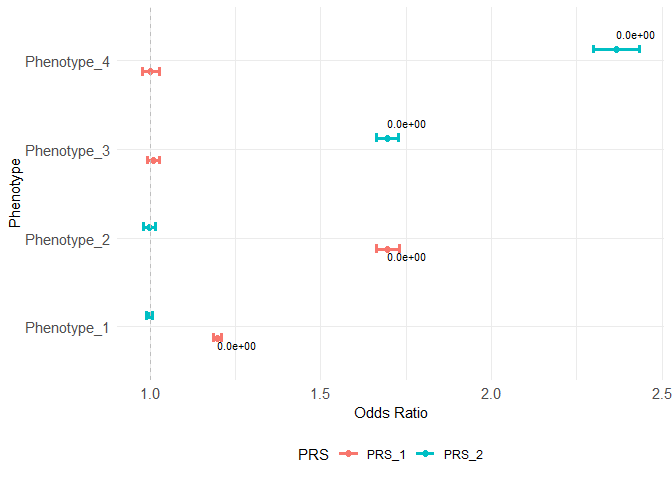 0.0e+00
Phenotype_4
0.0e+00
Phenotype_3
Phenotype
Phenotype_2
0.0e+00
Phenotype_1
0.0e+00
1.0 1.5 2.0 2.5
Odds Ratio
PRS PRS_1 PRS_2